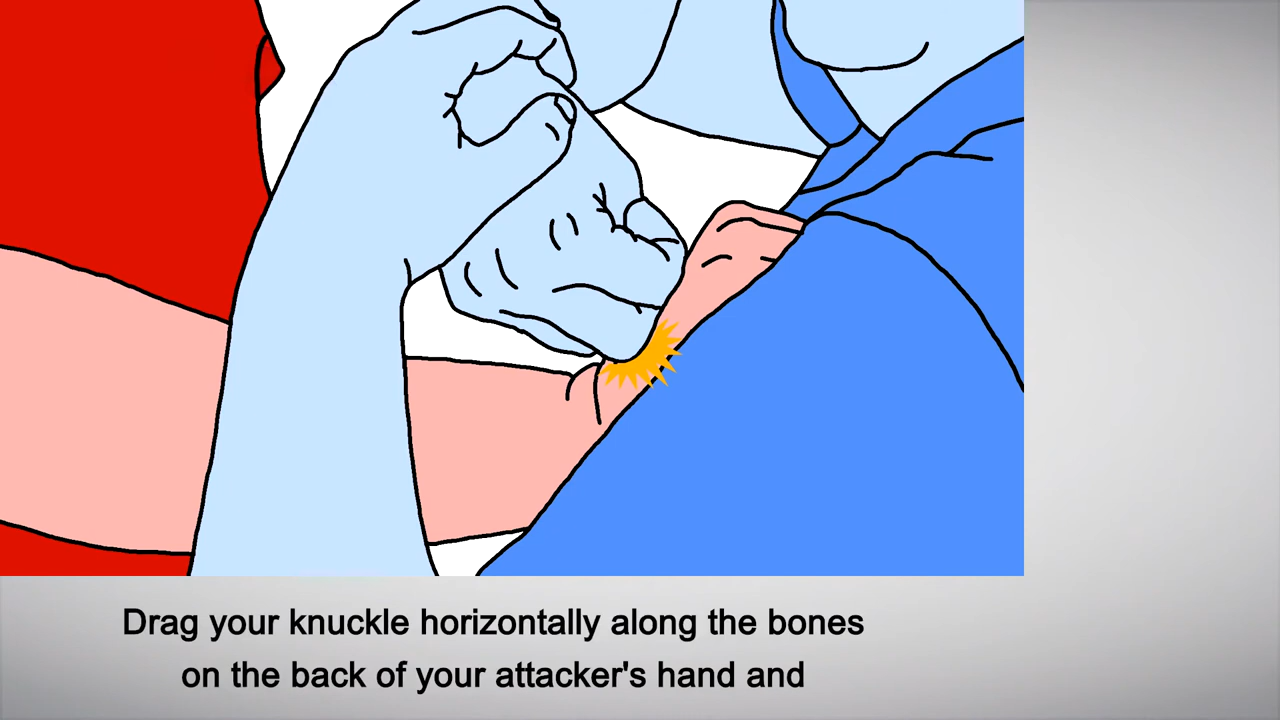 Drag your knuckle horizontally along the bones
on the back of your attacker's hand and